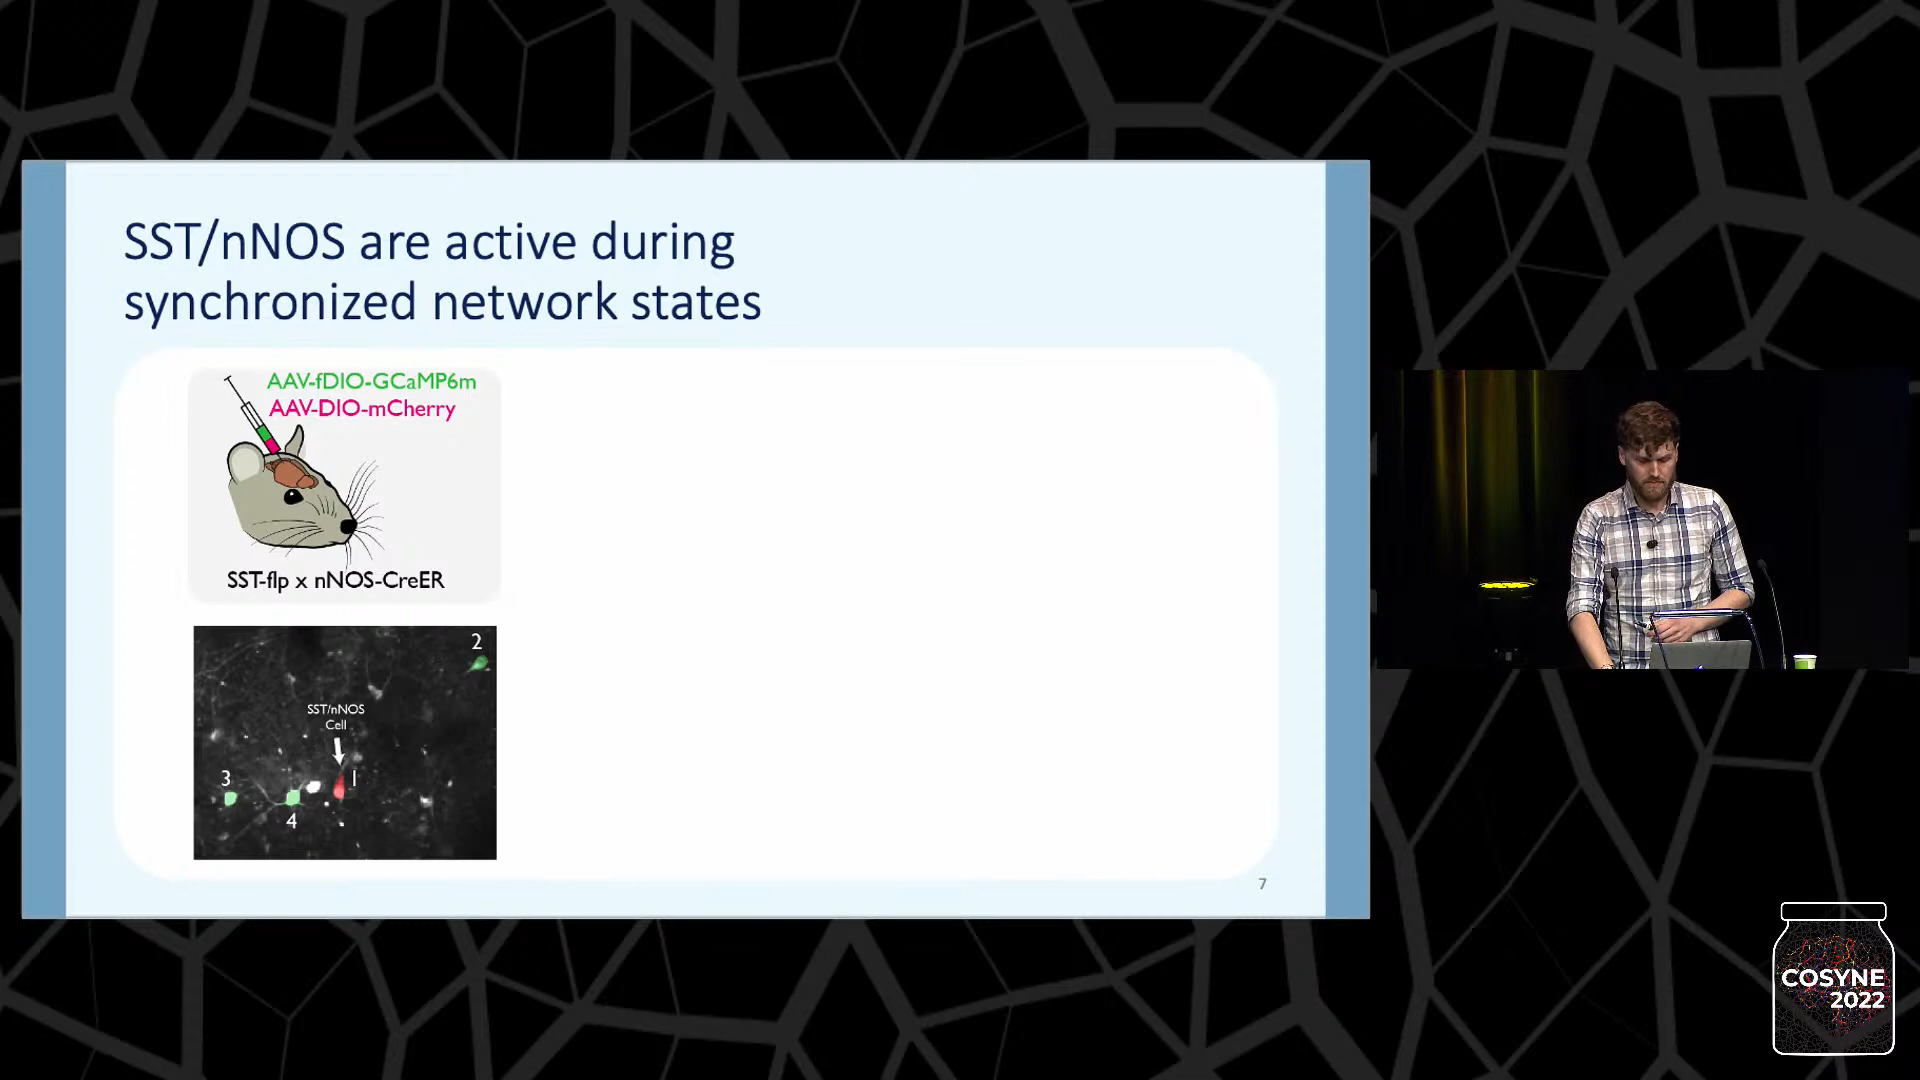 SST/nNOS are active during
synchronized network states
AAV-fDIO-GCaMP6m
AAV-DIO-mCherry
SST-flp x nNOS-CreER
2
SST/nNOS
Cell
3
1
4
7
COSYNE
2022